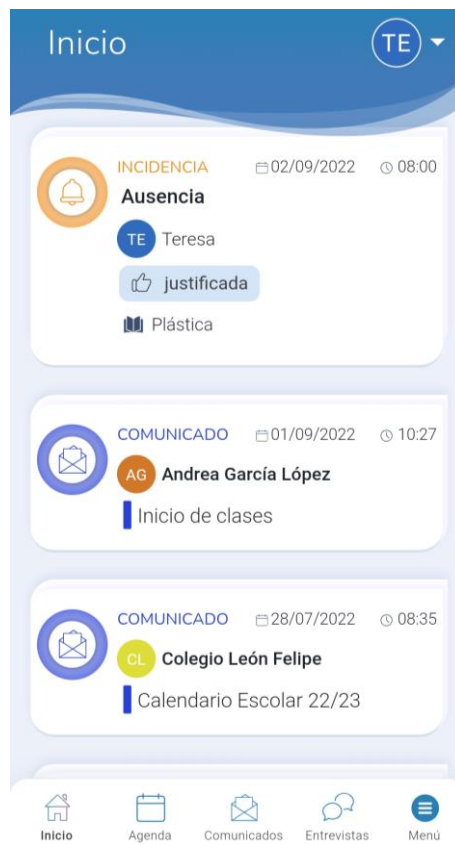 Inicio
TE
INCIDENCIA 02/09/2022 08:00
Ausencia
TE Teresa
justificada
Plástica
COMUNICADO 01/09/2022 10:27
AG Andrea García López
Inicio de clases
COMUNICADO 28/07/2022 08:35
CL Colegio León Felipe
Calendario Escolar 22/23
Inicio Agenda Comunicados Entrevistas Menú